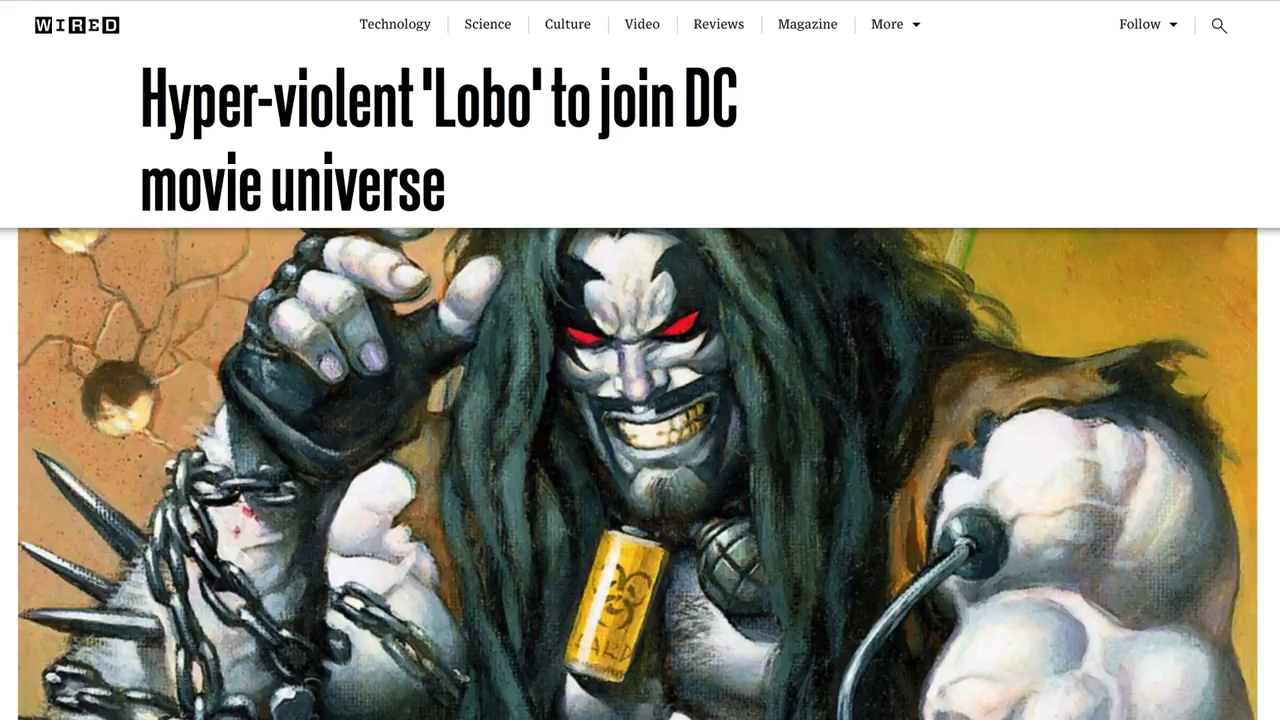 WIRED
Technology
Science
Culture
Video
Reviews
Magazine
More
Follow
Hyper-violent 'Lobo' to join DC
movie universe